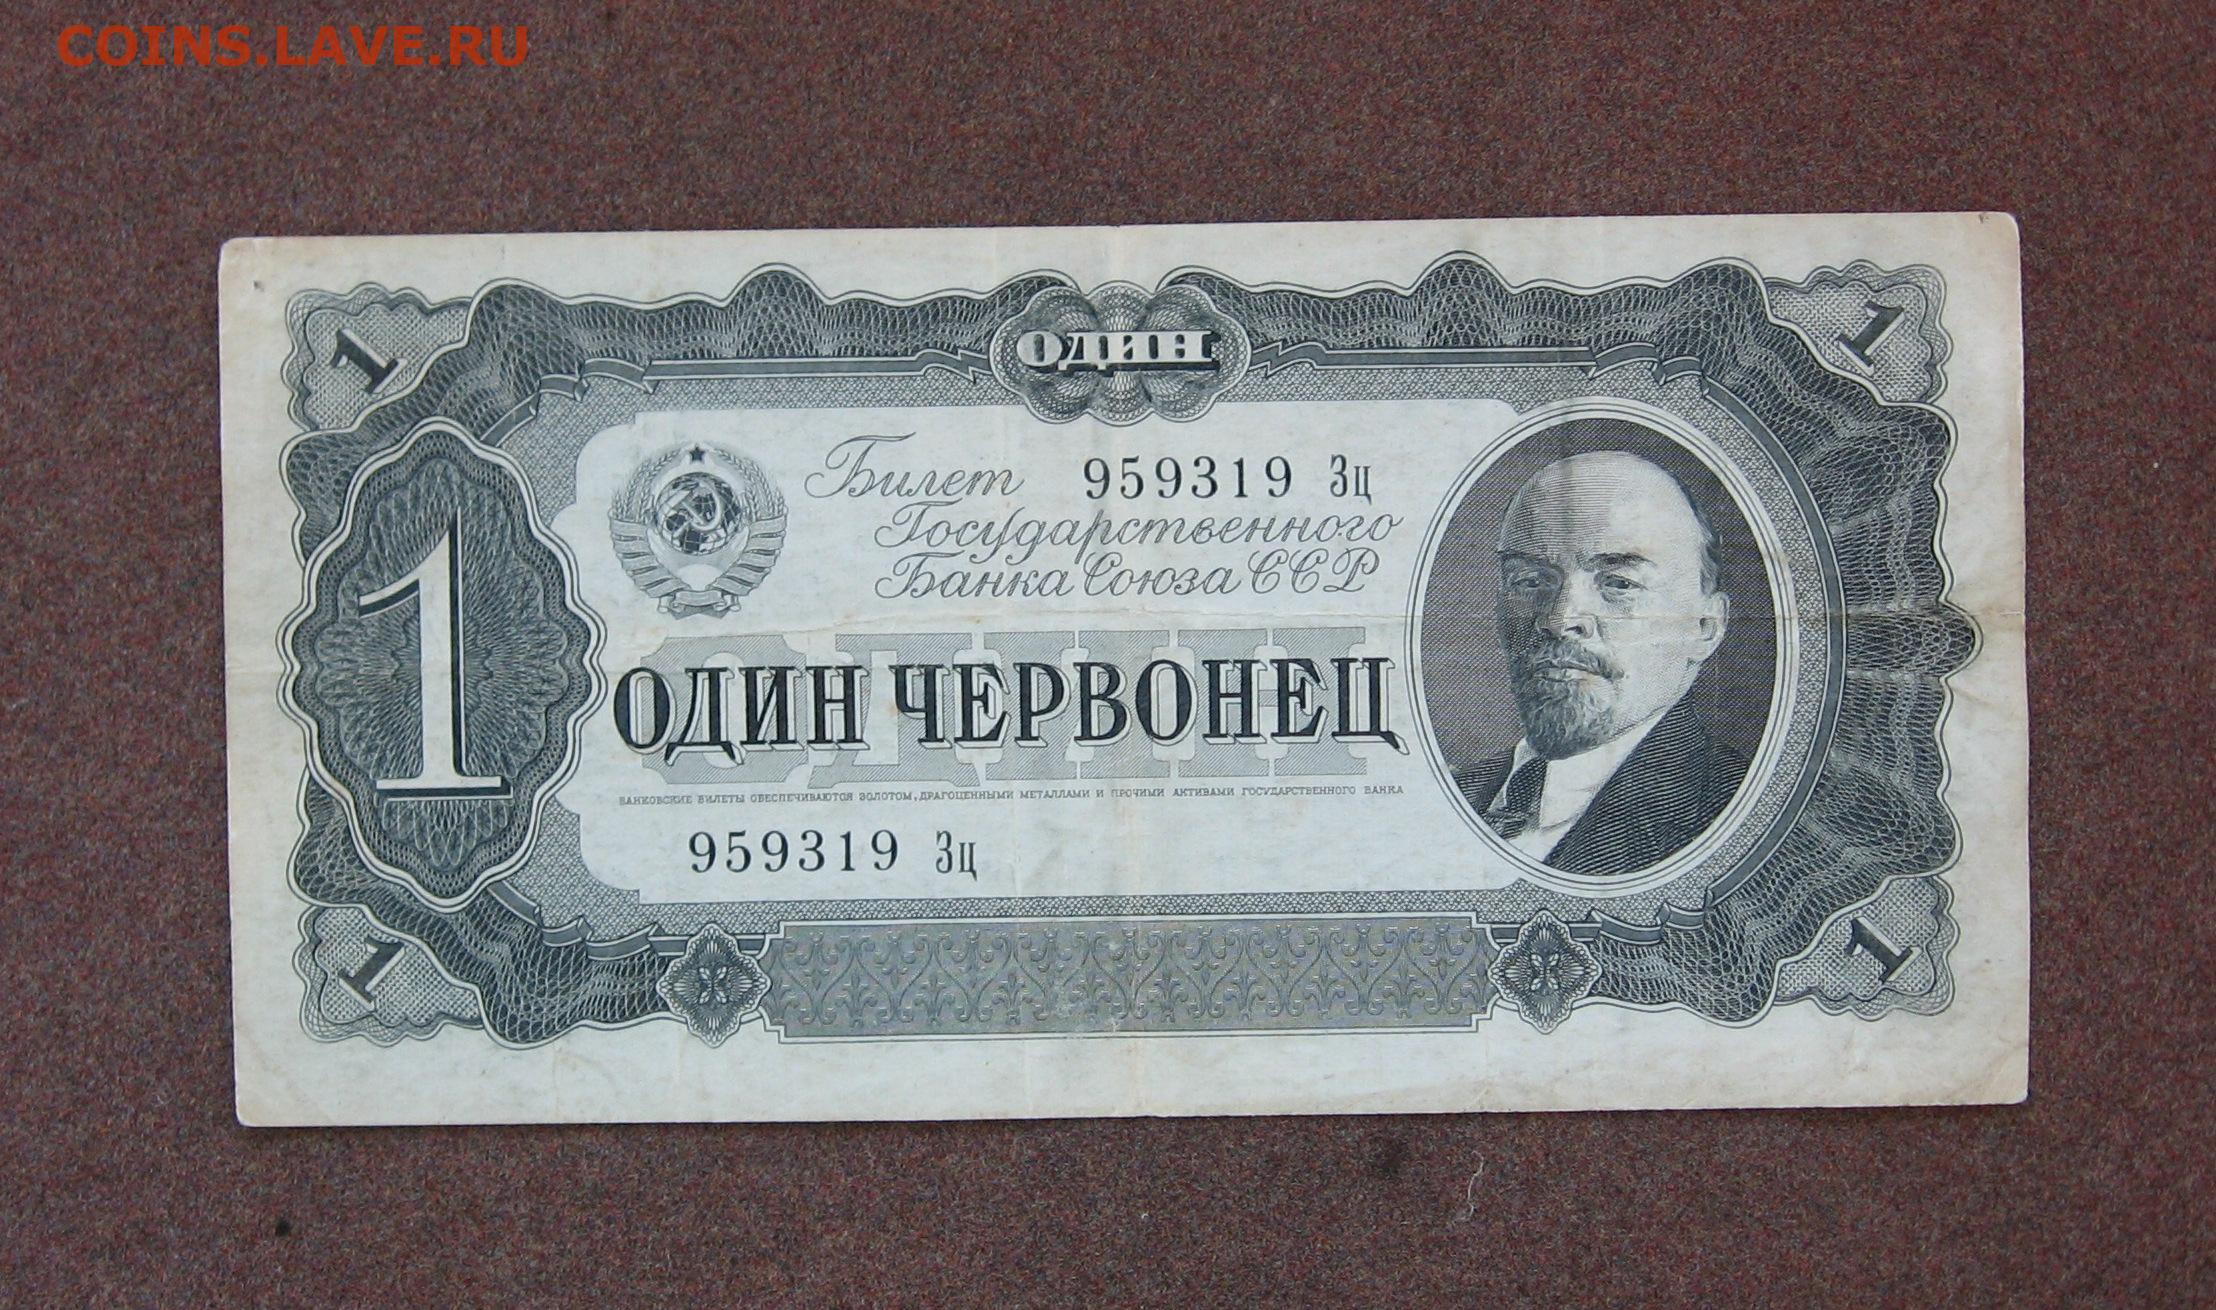 COINS.LAVE.RU
1
ОДИН
1
Билет 959319 Зц
Государственного
Банка Союза ССР
1
ОДИН
ОДИН ЧЕРВОНЕЦ
БАНКОВСКИЕ БИЛЕТЫ ОБЕСПЕЧИВАЮТСЯ ЗОЛОТОМ, ДРАГОЦЕННЫМИ МЕТАЛЛАМИ И ПРОЧИМИ АКТИВАМИ ГОСУДАРСТВЕННОГО БАНКА
959319 Зц
1
1